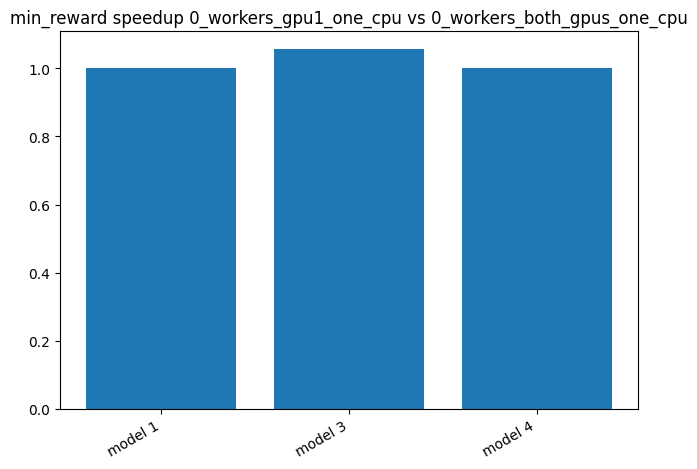 min_reward speedup 0_workers_gpu1_one_cpu vs 0_workers_both_gpus_one_cpu
1.0
0.8
0.6
0.4
0.2
0.0
model 1
model 3
model 4